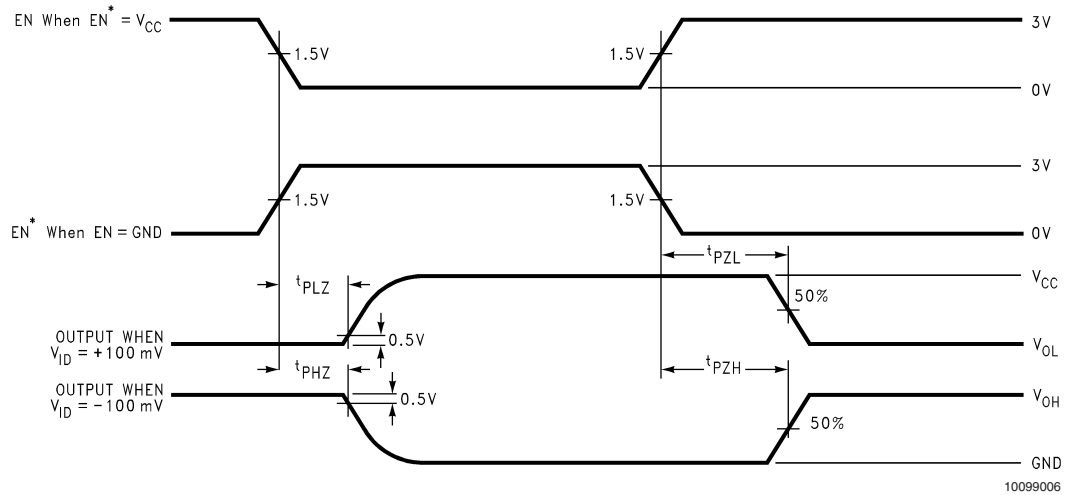 EN When EN* = VCC
1.5V
1.5V
3V
0V
3V
1.5V
1.5V
EN* When EN = GND
0V
tPZL
VCC
tPLZ
50%
OUTPUT WHEN
VID = +100 mV
0.5V
VOL
tPHZ
tPZH
OUTPUT WHEN
VID = −100 mV
0.5V
VOH
50%
GND
10099006